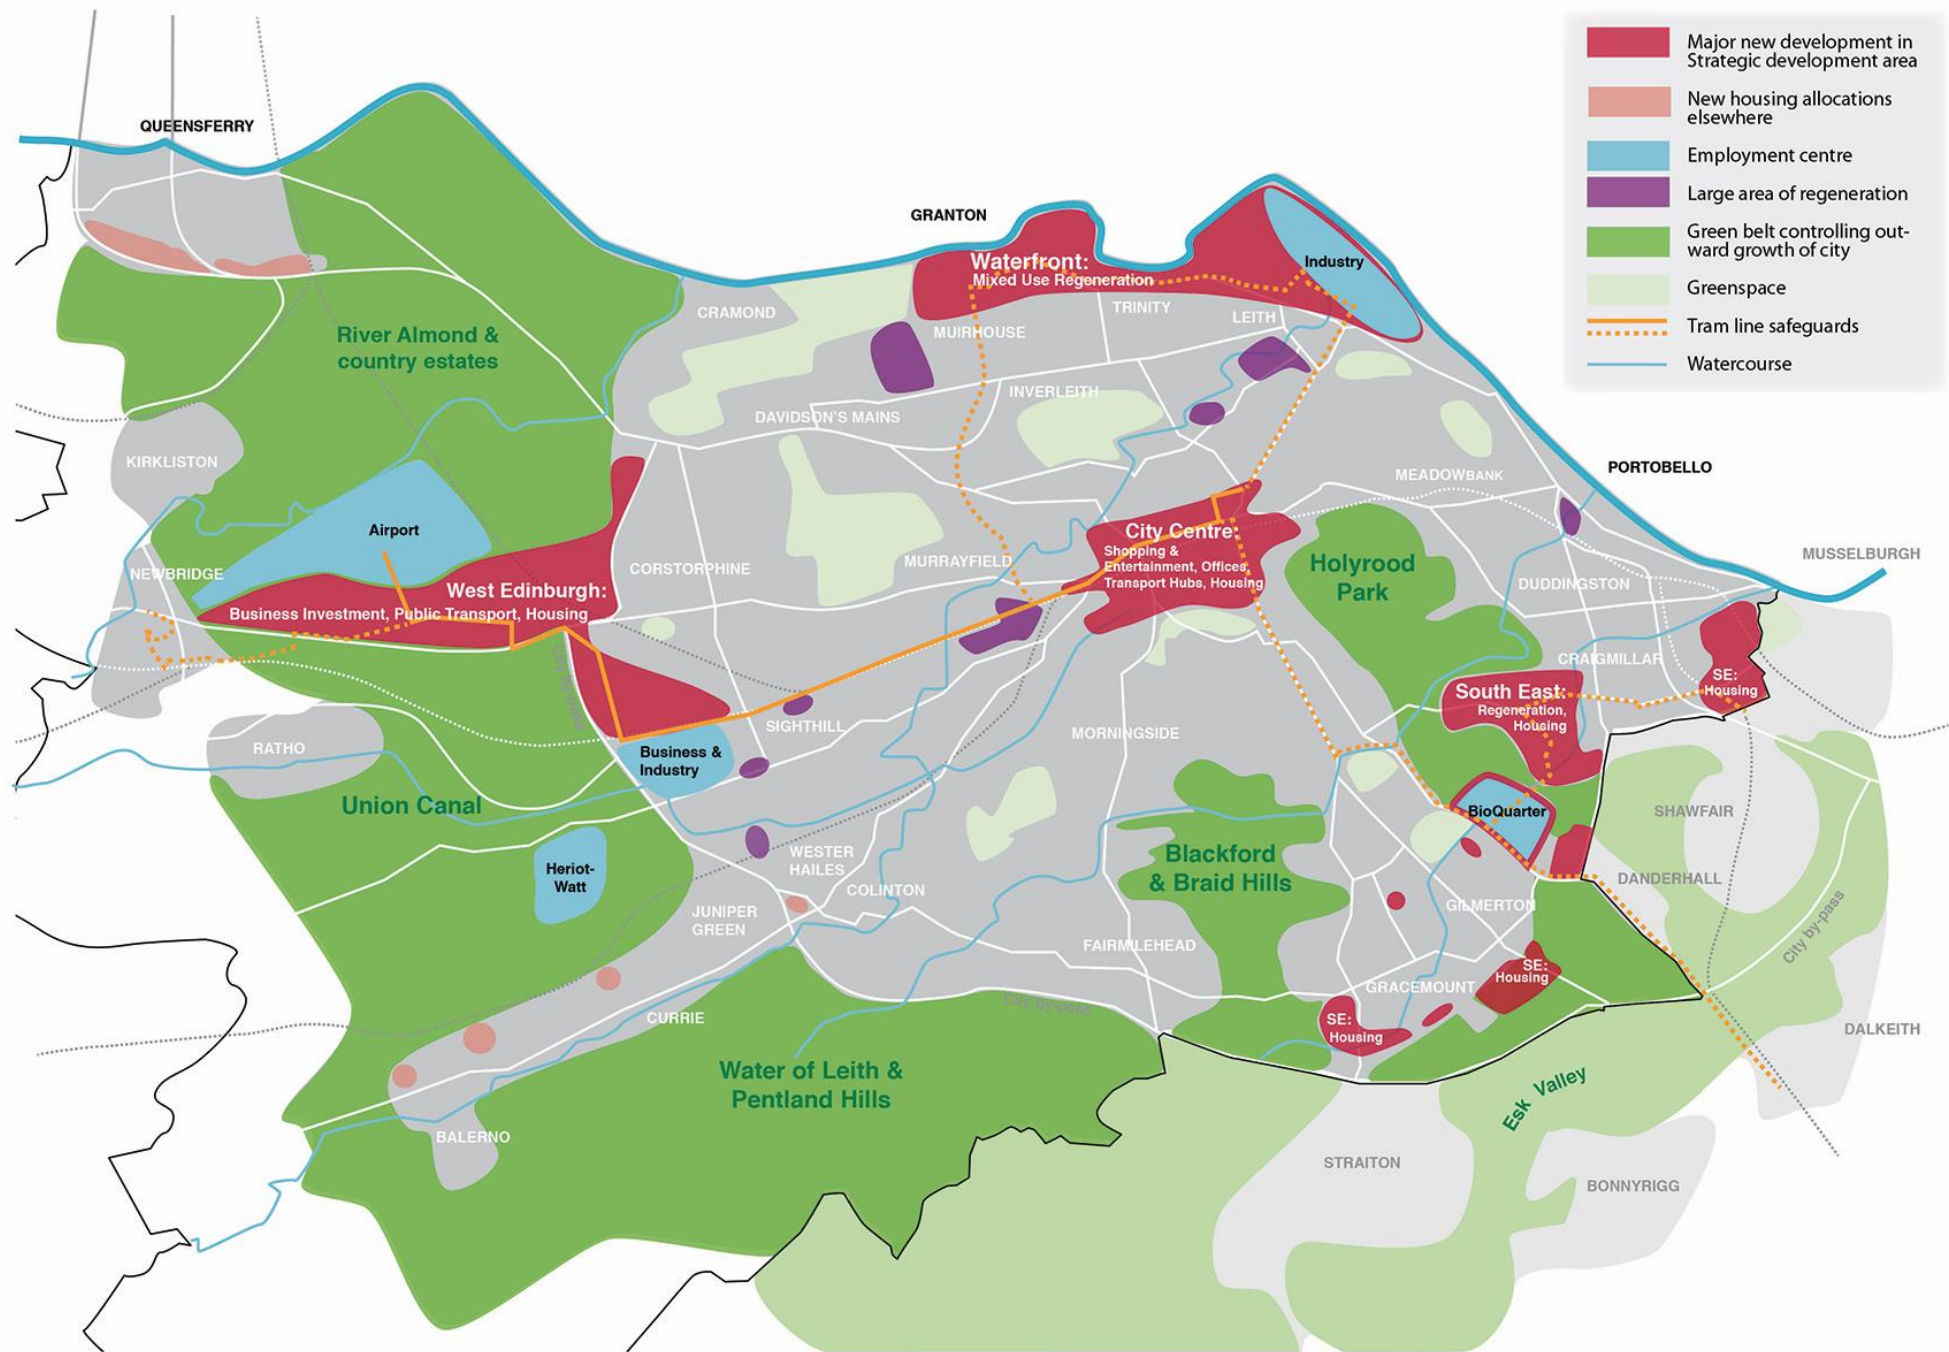 Major new development in
Strategic development area
New housing allocations
elsewhere
Employment centre
Large area of regeneration
Green belt controlling out-
ward growth of city
Greenspace
Tram line safeguards
Watercourse
QUEENSFERRY
GRANTON
Waterfront:
Mixed Use Regeneration
Industry
CRAMOND
TRINITY
LEITH
MUIRHOUSE
River Almond &
country estates
INVERLEITH
DAVIDSON'S MAINS
KIRKLISTON
PORTOBELLO
MEADOWBANK
Airport
City Centre:
Shopping &
Entertainment, Offices,
Transport Hubs, Housing
MUSSELBURGH
NEWBRIDGE
CORSTORPHINE
MURRAYFIELD
Holyrood
Park
DUDDINGSTON
West Edinburgh:
Business Investment, Public Transport, Housing
City by-pass
CRAIGMILLAR
SE:
Housing
South East:
Regeneration,
Housing
RATHO
SIGHTHILL
MORNINGSIDE
Business &
Industry
Union Canal
BioQuarter
SHAWFAIR
Heriot-
Watt
WESTER
HAILES
Blackford
& Braid Hills
DANDERHALL
COLINTON
GILMERTON
JUNIPER
GREEN
City by-pass
FAIRMILEHEAD
SE:
Housing
GRACEMOUNT
City by-pass
CURRIE
SE:
Housing
DALKEITH
Water of Leith &
Pentland Hills
Esk Valley
BALERNO
STRAITON
BONNYRIGG